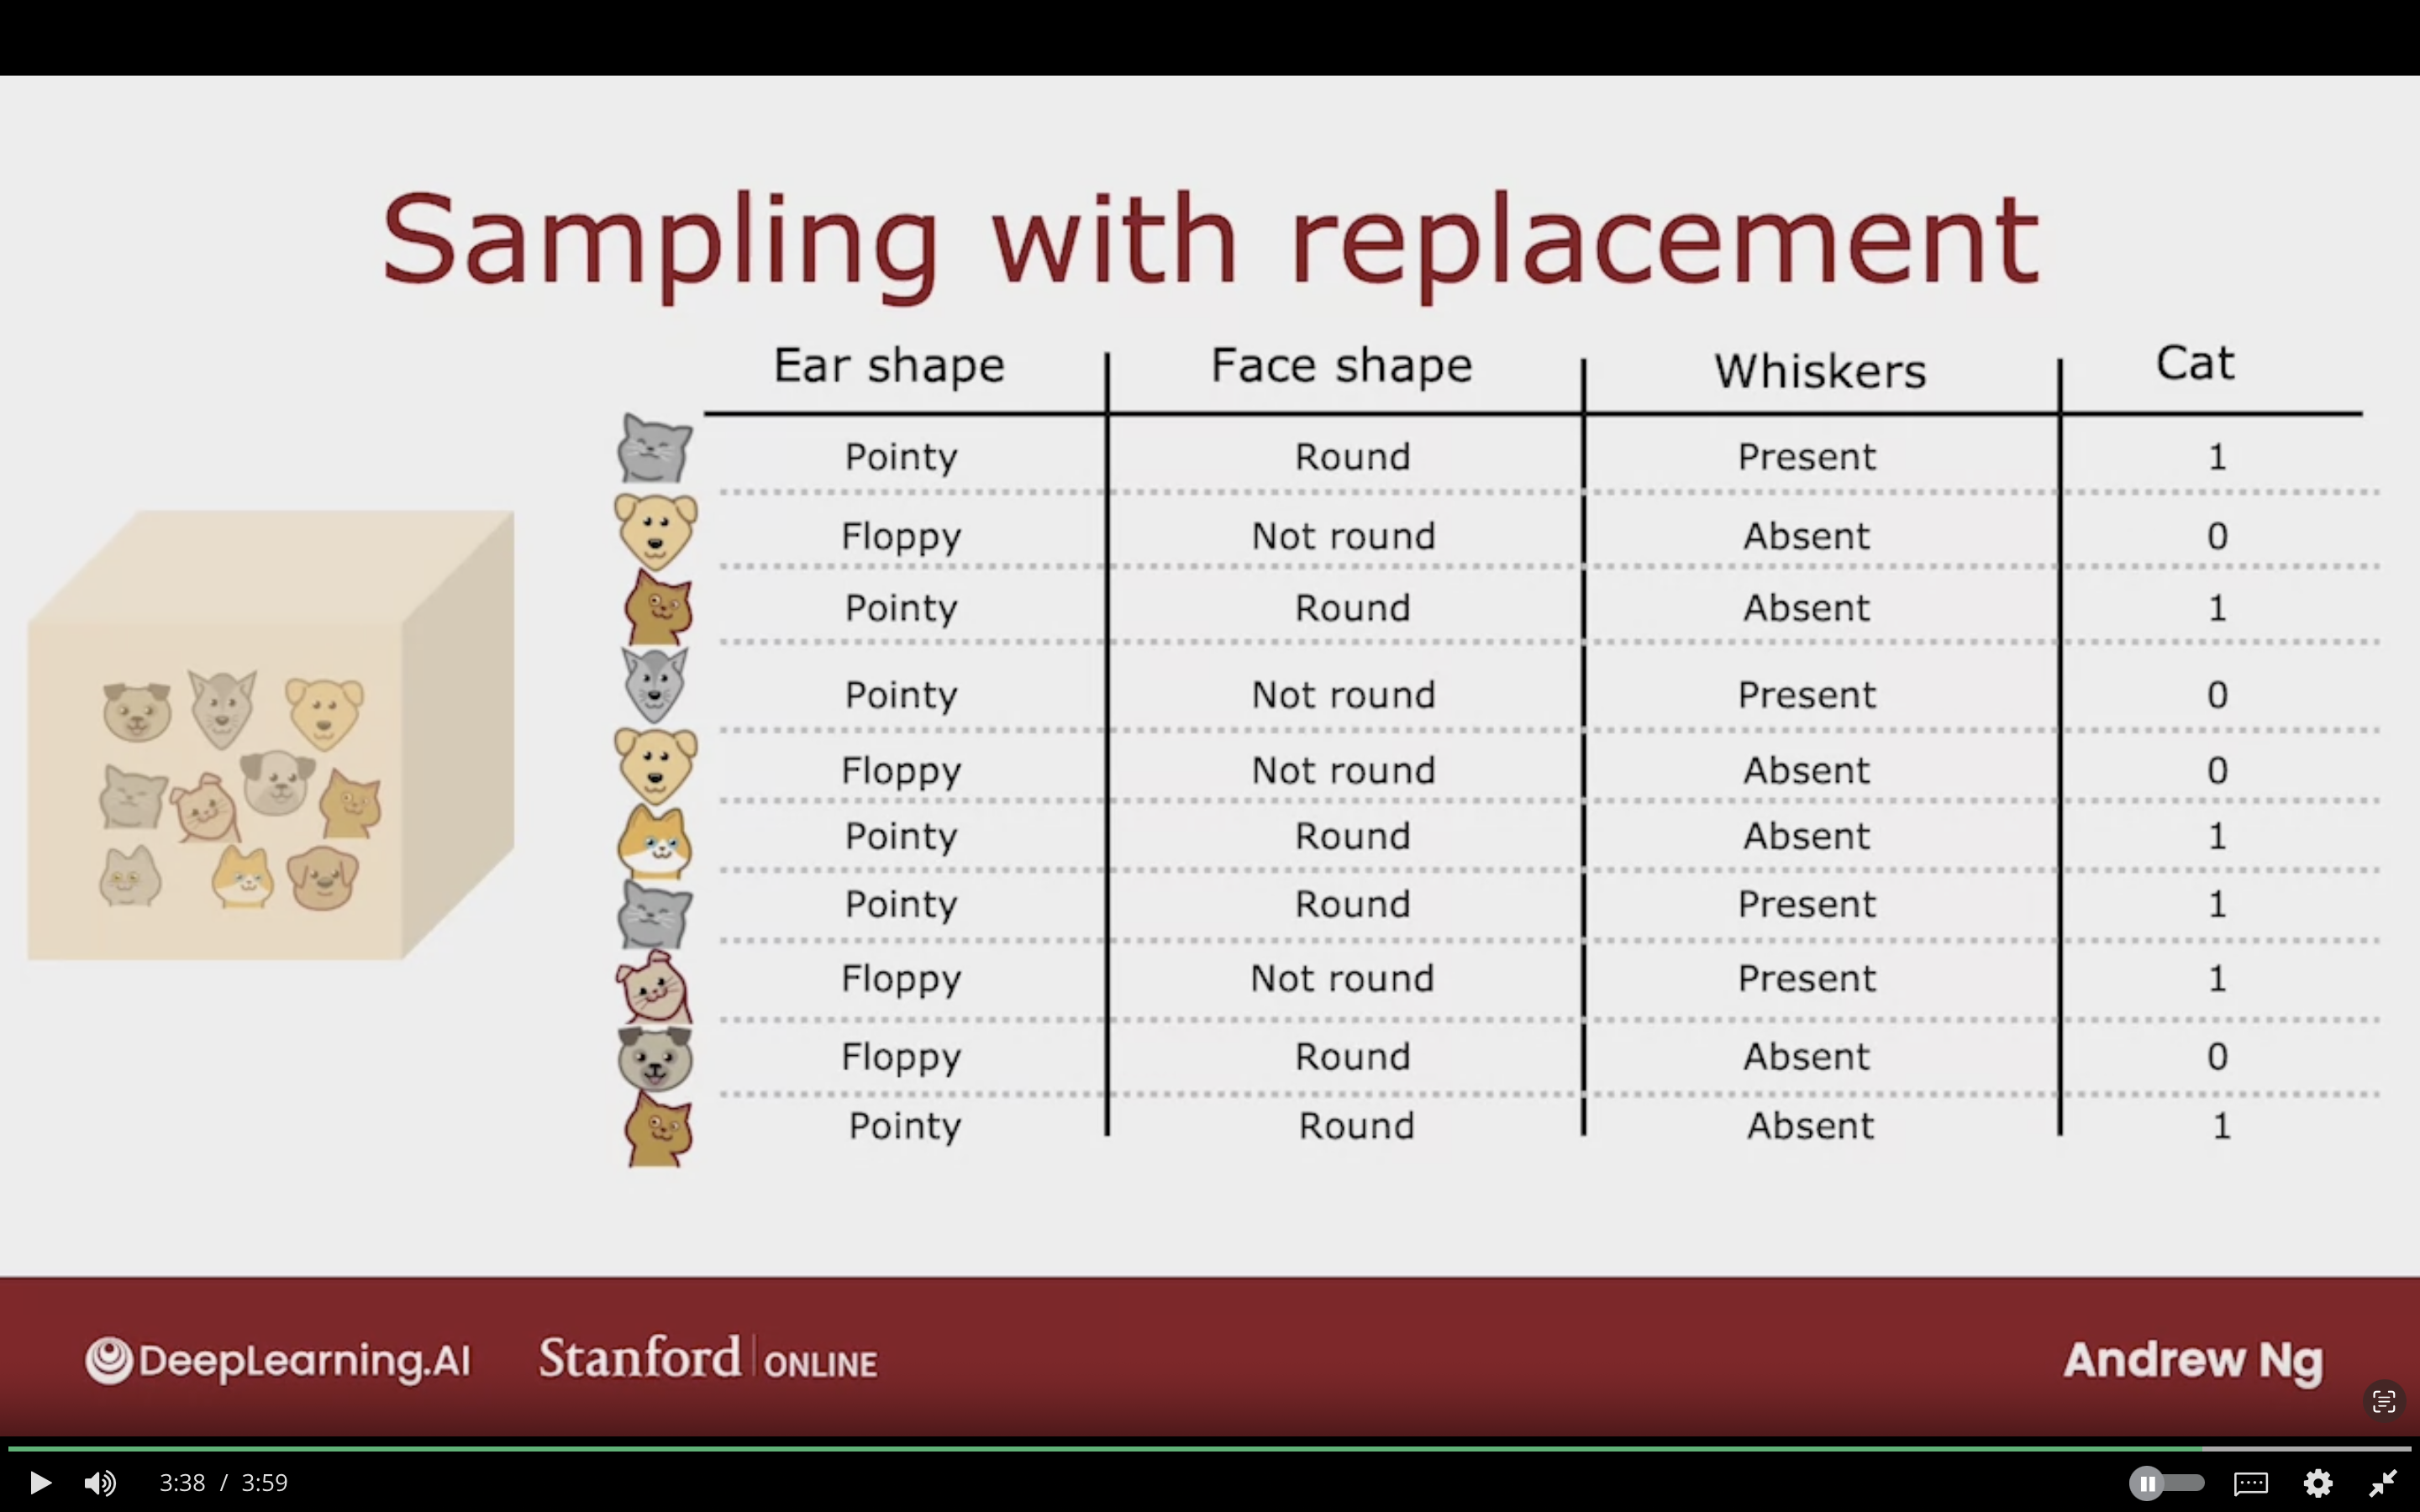 Sampling with replacement
Ear shape Face shape Whiskers Cat
Pointy Round Present 1
Floppy Not round Absent 0
Pointy Round Absent 1
Pointy Not round Present 0
Floppy Not round Absent 0
Pointy Round Absent 1
Pointy Round Present 1
Floppy Not round Present 1
Floppy Round Absent 0
Pointy Round Absent 1
DeepLearning.AI Stanford ONLINE Andrew Ng
3:38 / 3:59